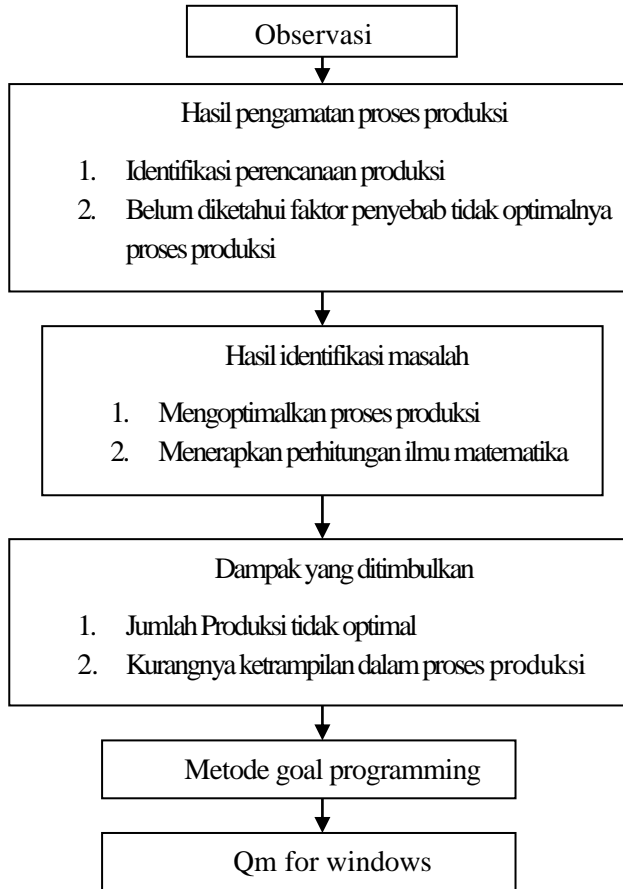 Observasi
Hasil pengamatan proses produksi
1. Identifikasi perencanaan produksi
2. Belum diketahui faktor penyebab tidak optimalnya
proses produksi
Hasil identifikasi masalah
1. Mengoptimalkan proses produksi
2. Menerapkan perhitungan ilmu matematika
Dampak yang ditimbulkan
1. Jumlah Produksi tidak optimal
2. Kurangnya ketrampilan dalam proses produksi
Metode goal programming
Qm for windows